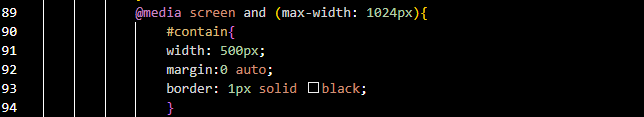 89 @media screen and (max-width: 1024px){
90 #contain{
91 width: 500px;
92 margin:0 auto;
93 border: 1px solid black;
94 }